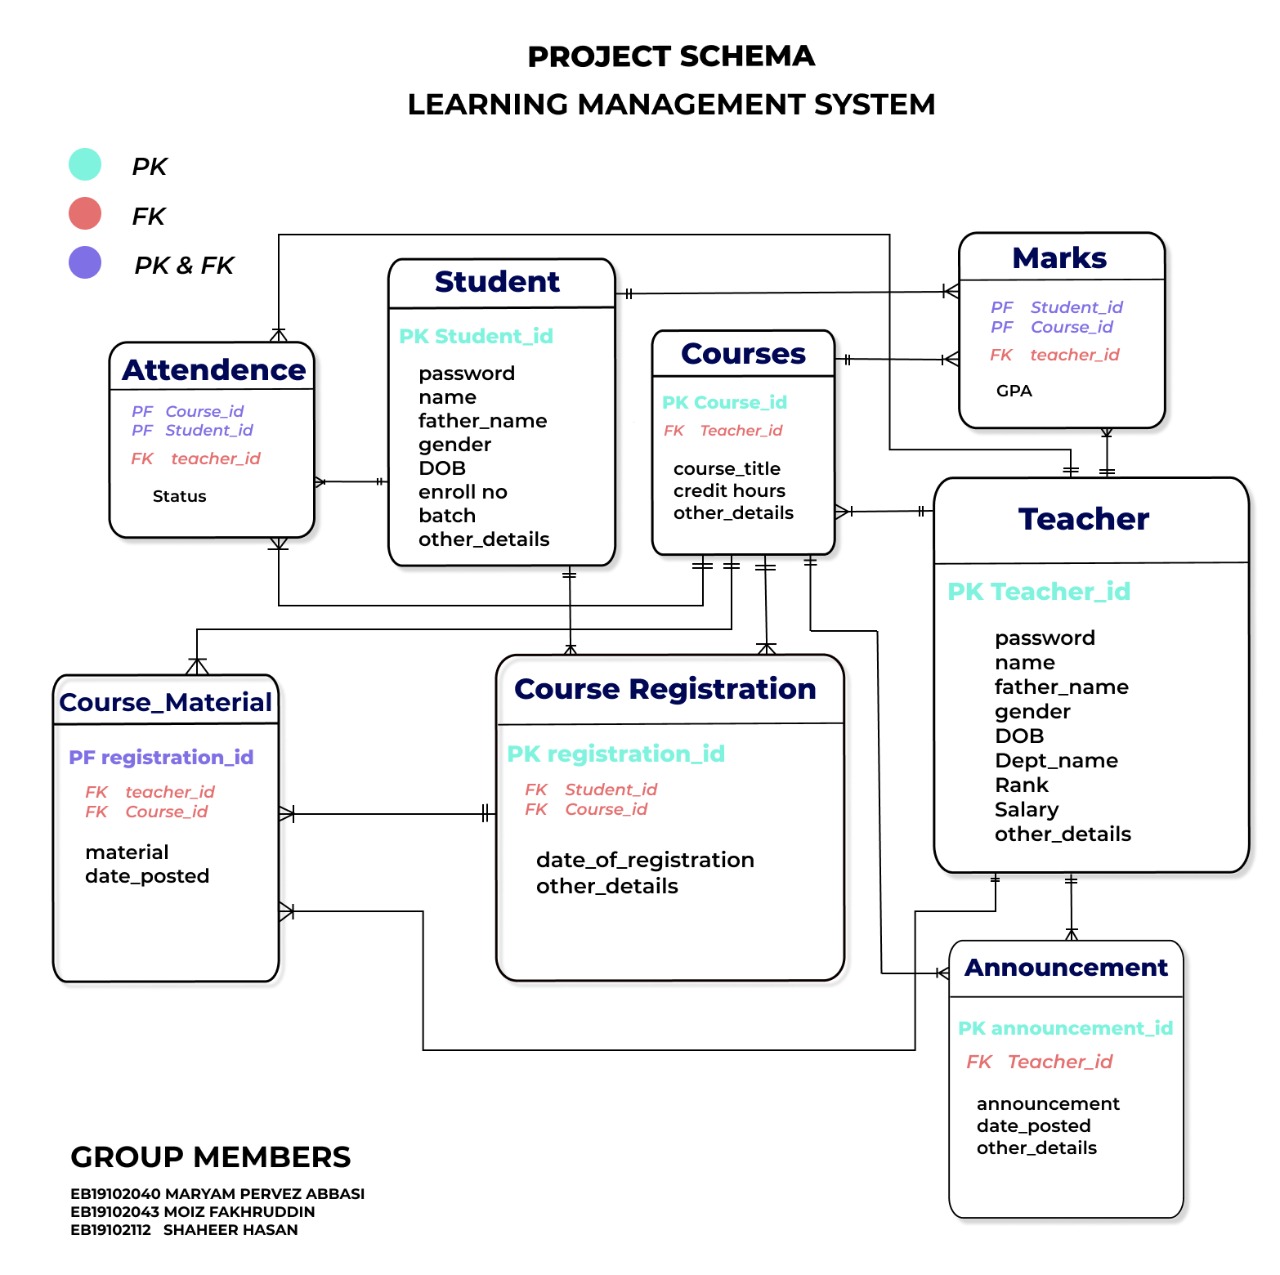 PROJECT SCHEMA
LEARNING MANAGEMENT SYSTEM
PK
FK
PK & FK
Attendence
PF Course_id
PF Student_id
FK teacher_id
Status
Student
PK Student_id
password
name
father_name
gender
DOB
enroll no
batch
other_details
Courses
PK Course_id
FK Teacher_id
course_title
credit hours
other_details
Marks
PF Student_id
PF Course_id
FK teacher_id
GPA
Teacher
PK Teacher_id
password
name
father_name
gender
DOB
Dept_name
Rank
Salary
other_details
Course_Material
PF registration_id
FK teacher_id
FK Course_id
material
date_posted
Course Registration
PK registration_id
FK Student_id
FK Course_id
date_of_registration
other_details
Announcement
PK announcement_id
FK Teacher_id
announcement
date_posted
other_details
GROUP MEMBERS
EB19102040 MARYAM PERVEZ ABBASI
EB19102043 MOIZ FAKHRUDDIN
EB19102112 SHAHEER HASAN